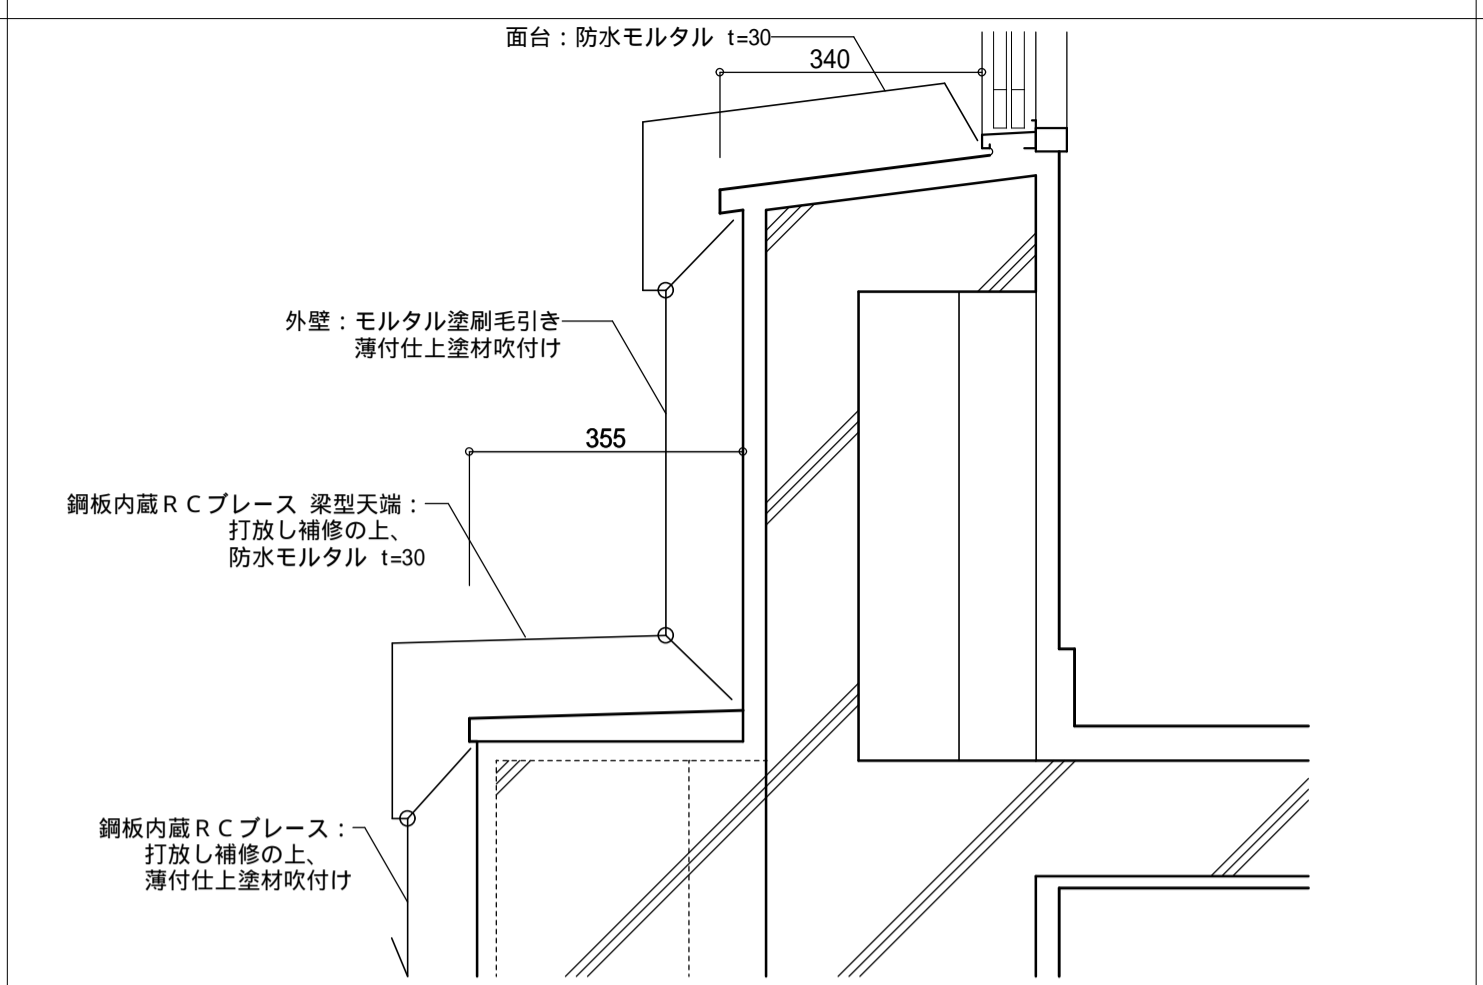 面台：防水モルタル t=30
340
外壁：モルタル塗刷毛引き
薄付仕上塗材吹付け
355
鋼板内蔵ＲＣブレース 梁型天端：
打放し補修の上、
防水モルタル t=30
鋼板内蔵ＲＣブレース：
打放し補修の上、
薄付仕上塗材吹付け